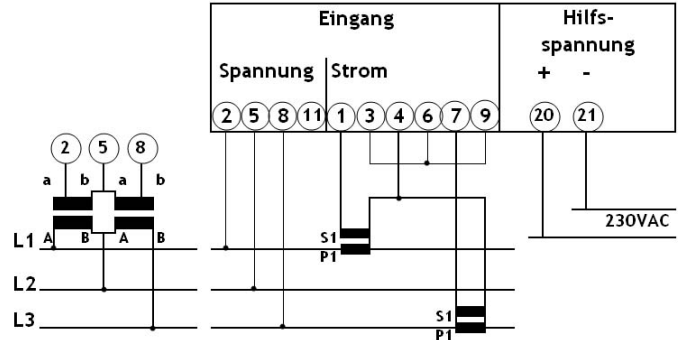 Eingang
Hilfs-
spannung
Spannung Strom
+ -
2 5 8 11 1 3 4 6 7 9 20 21
2 5 8
a b a b
230VAC
S1
L1 A B A B
P1
L2
L3
S1
P1